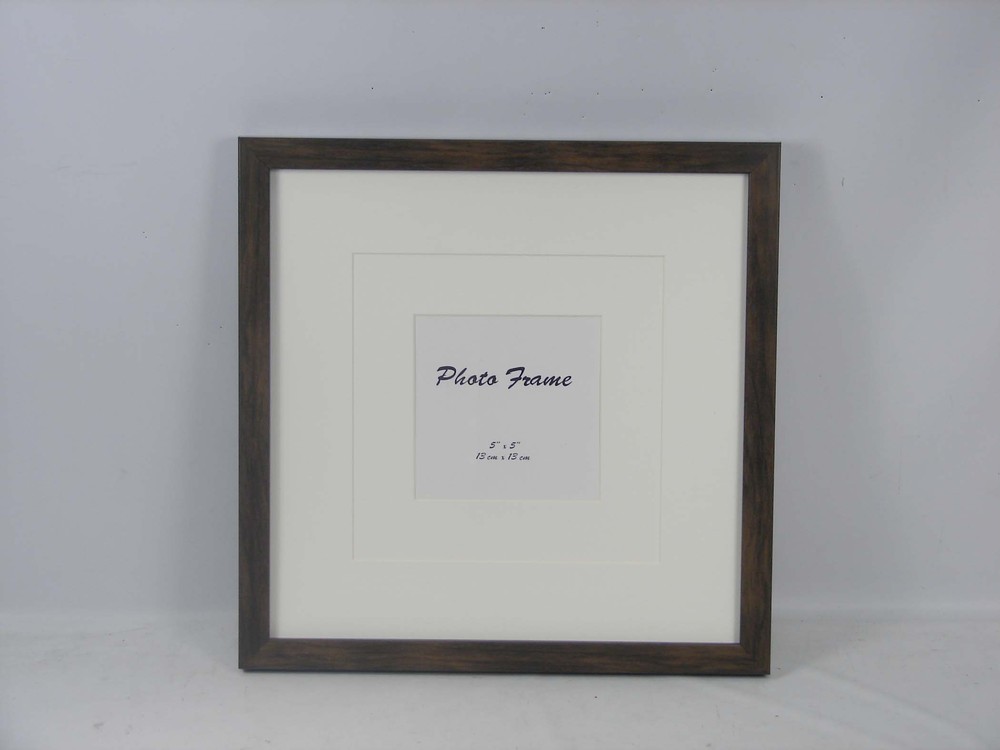 Photo Frame
5" x 5"
13 cm x 13 cm